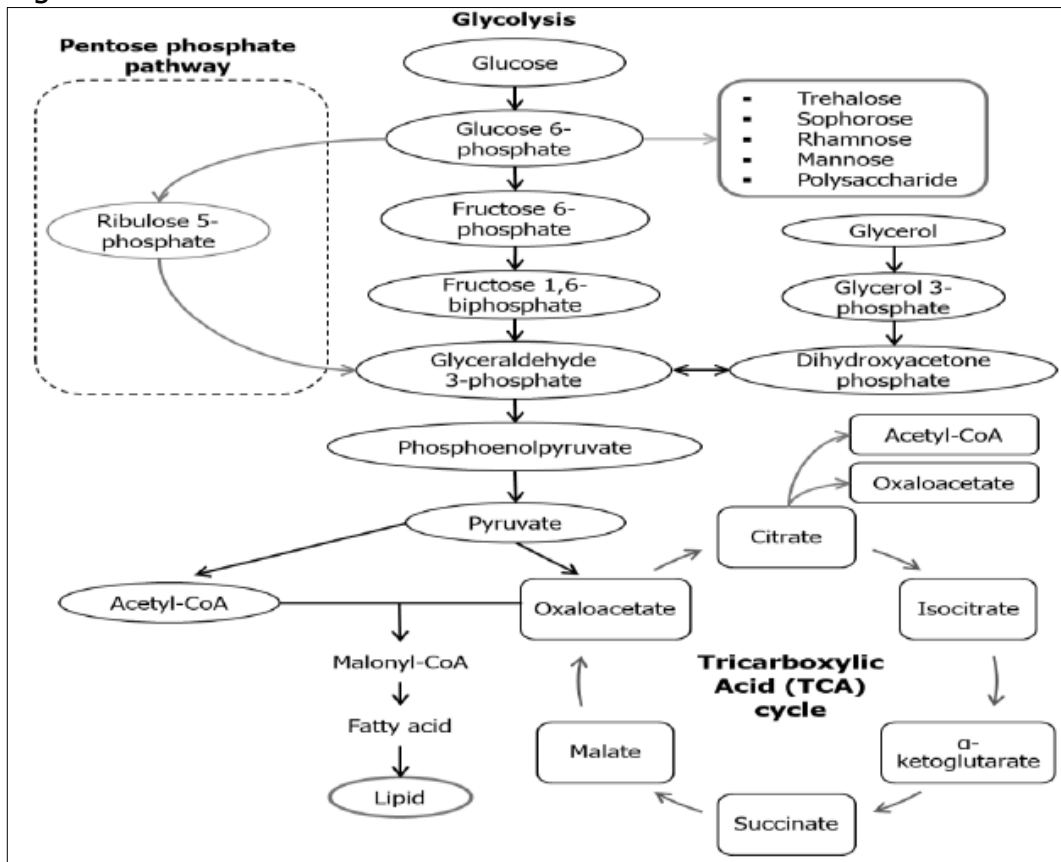 Glycolysis
Pentose phosphate
pathway
Glucose
Glucose 6-
phosphate
▪ Trehalose
▪ Sophorose
▪ Rhamnose
▪ Mannose
▪ Polysaccharide
Ribulose 5-
phosphate
Fructose 6-
phosphate
Glycerol
Fructose 1,6-
biphosphate
Glycerol 3-
phosphate
Glyceraldehyde
3-phosphate
Dihydroxyacetone
phosphate
Phosphoenolpyruvate
Acetyl-CoA
Oxaloacetate
Pyruvate
Citrate
Acetyl-CoA
Oxaloacetate
Isocitrate
Malonyl-CoA
Tricarboxylic
Acid (TCA)
cycle
Fatty acid
Malate
α-
ketoglutarate
Lipid
Succinate